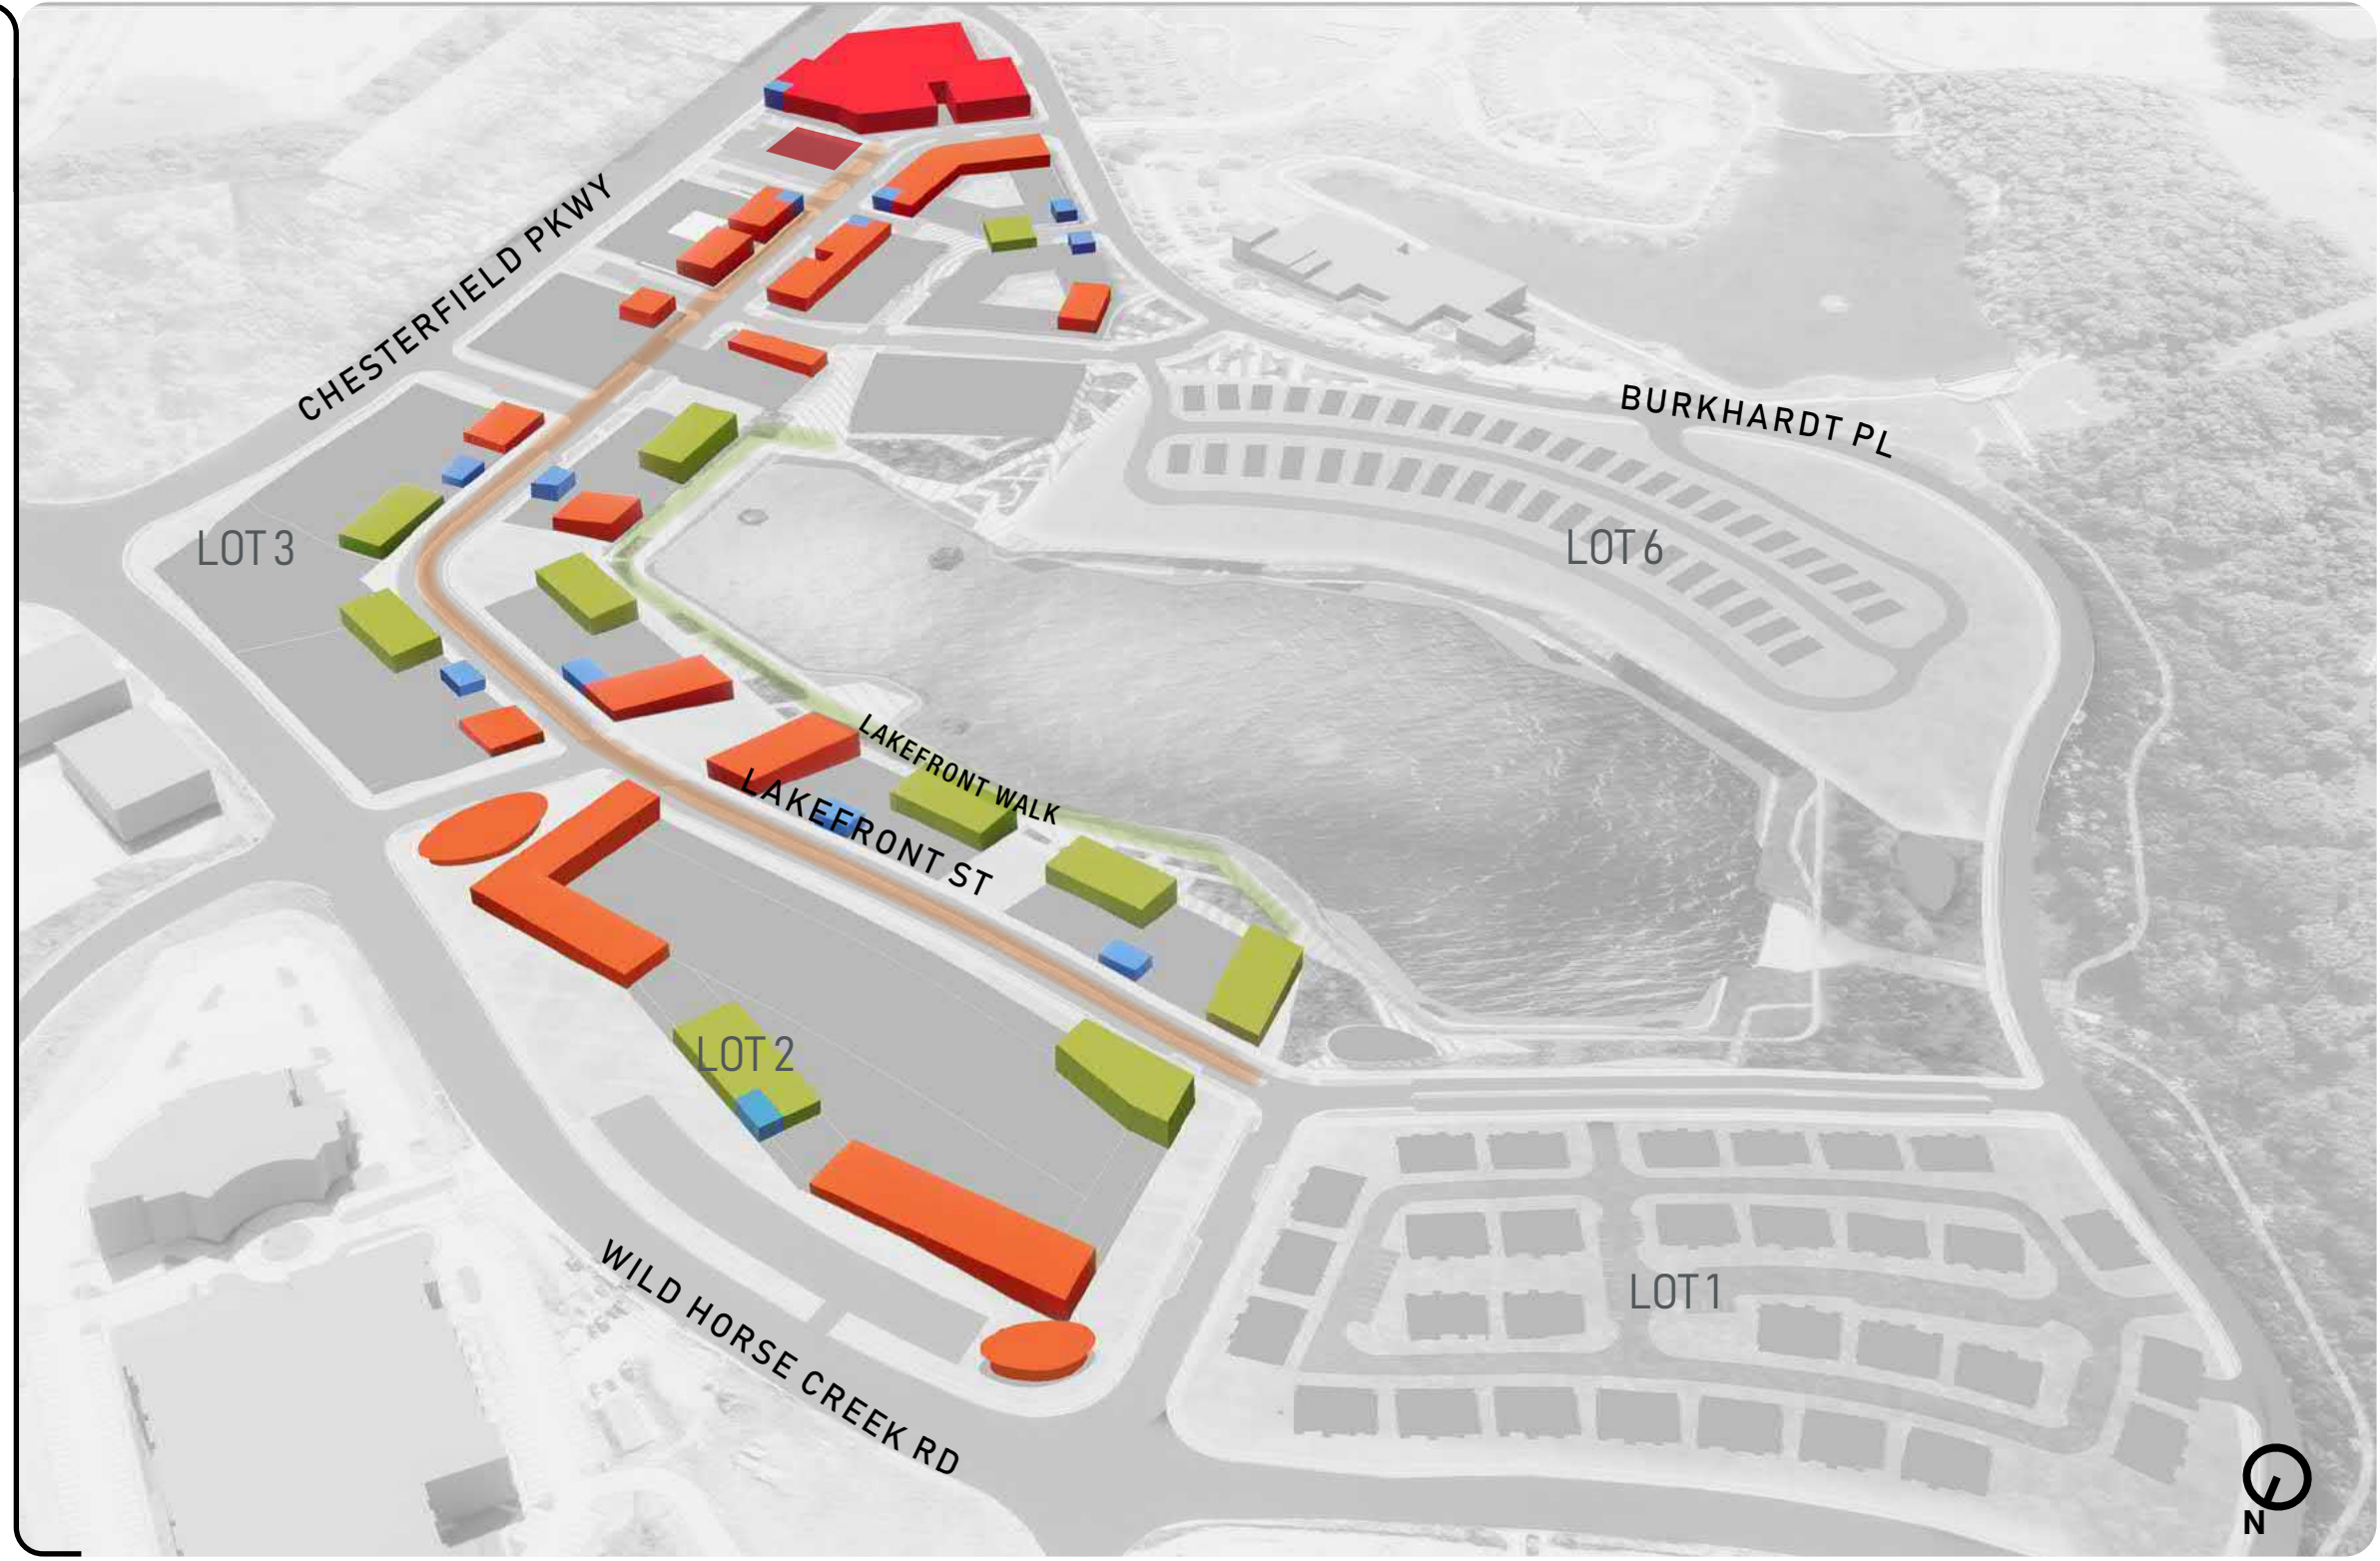 CHESTERFIELD PKWY
BURKHARDT PL
LOT 3
LOT 6
LAKEFRONT WALK
LAKEFRONT ST
LOT 2
LOT 1
WILD HORSE CREEK RD
N